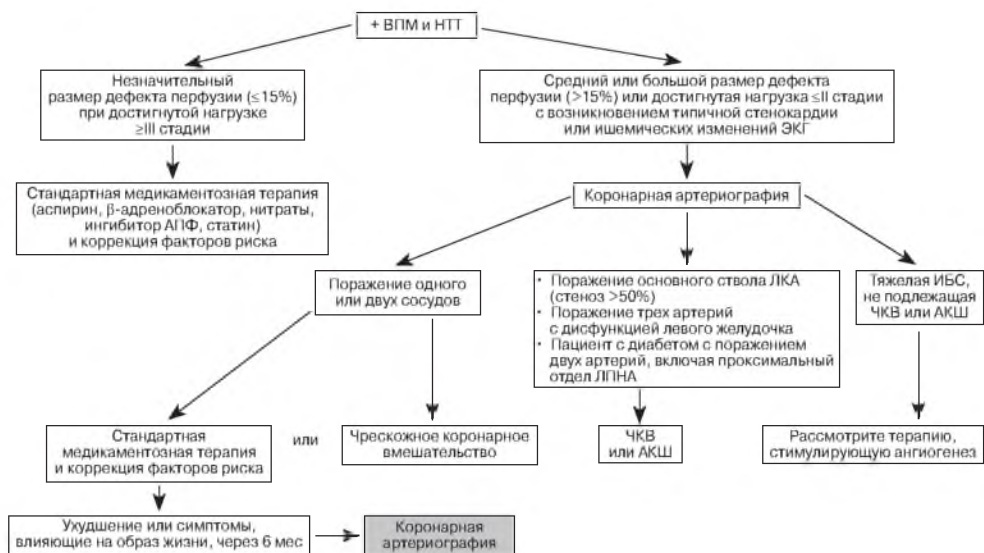 + ВПМ и НТТ
Незначительный
размер дефекта перфузии (≤15%)
при достигнутой нагрузке
≥III стадии
Средний или большой размер дефекта
перфузии (>15%) или достигнутая нагрузка ≤II стадии
с возникновением типичной стенокардии
или ишемических изменений ЭКГ
Стандартная медикаментозная терапия
(аспирин, β-адреноблокатор, нитраты,
ингибитор АПФ, статин)
и коррекция факторов риска
Коронарная артериография
Поражение одного
или двух сосудов
• Поражение основного ствола ЛКА
(стеноз >50%)
• Поражение трех артерий
с дисфункцией левого желудочка
• Пациент с диабетом с поражением
двух артерий, включая проксимальный
отдел ЛПНА
Тяжелая ИБС,
не подлежащая
ЧКВ или АКШ
Стандартная
медикаментозная терапия
и коррекция факторов риска
или
Чрескожное коронарное
вмешательство
ЧКВ
или АКШ
Рассмотрите терапию,
стимулирующую ангиогенез
Ухудшение или симптомы,
влияющие на образ жизни, через 6 мес
Коронарная
артериография